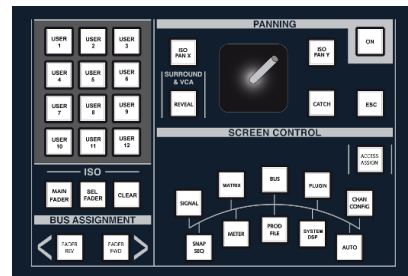 PANNING
USER 1
USER 2
USER 3
USER 4
USER 5
USER 6
USER 7
USER 8
USER 9
USER 10
USER 11
USER 12
ISO
MAIN FADER
SEL FADER
CLEAR
BUS ASSIGNMENT
FADER REV
FADER FWD
ISO PAN X
ISO PAN Y
ON
SURROUND & VCA
REVEAL
CATCH
ESC
SCREEN CONTROL
ACCESS ASSIGN
SIGNAL
MATRIX
BUS
PLUGIN
CHAN CONFIG
SNAP SEQ
METER
PROD FILE
SYSTEM DSP
AUTO